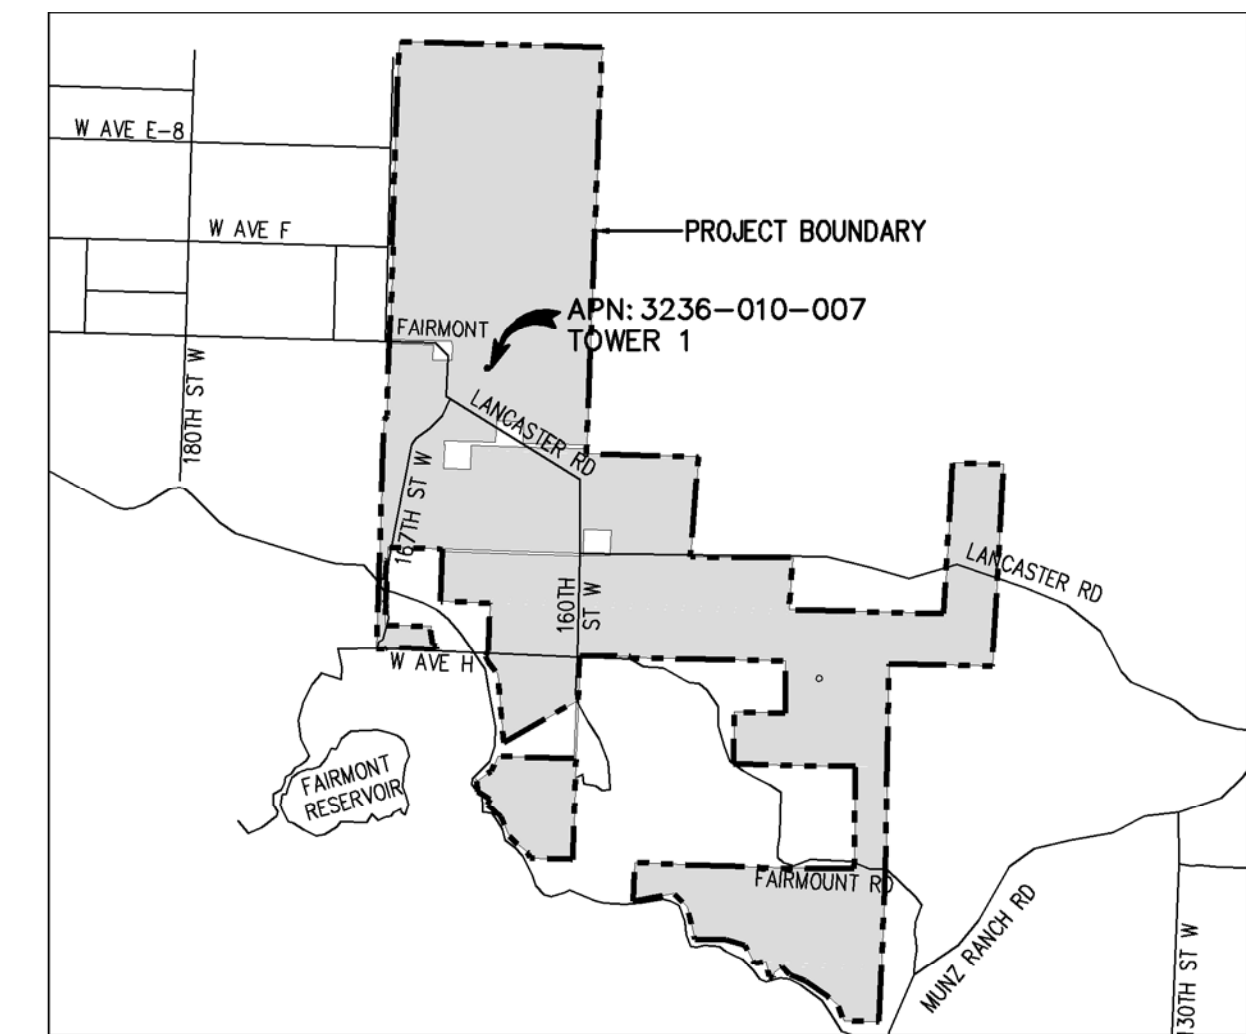 W AVE E-8
W AVE F
PROJECT BOUNDARY
APN: 3236-010-007
TOWER 1
FAIRMONT
180TH ST W
LANCASTER RD
167TH ST W
LANCASTER RD
160TH
ST W
W AVE H
FAIRMONT
RESERVOIR
FAIRMOUNT RD
MUNZ RANCH RD
130TH ST W